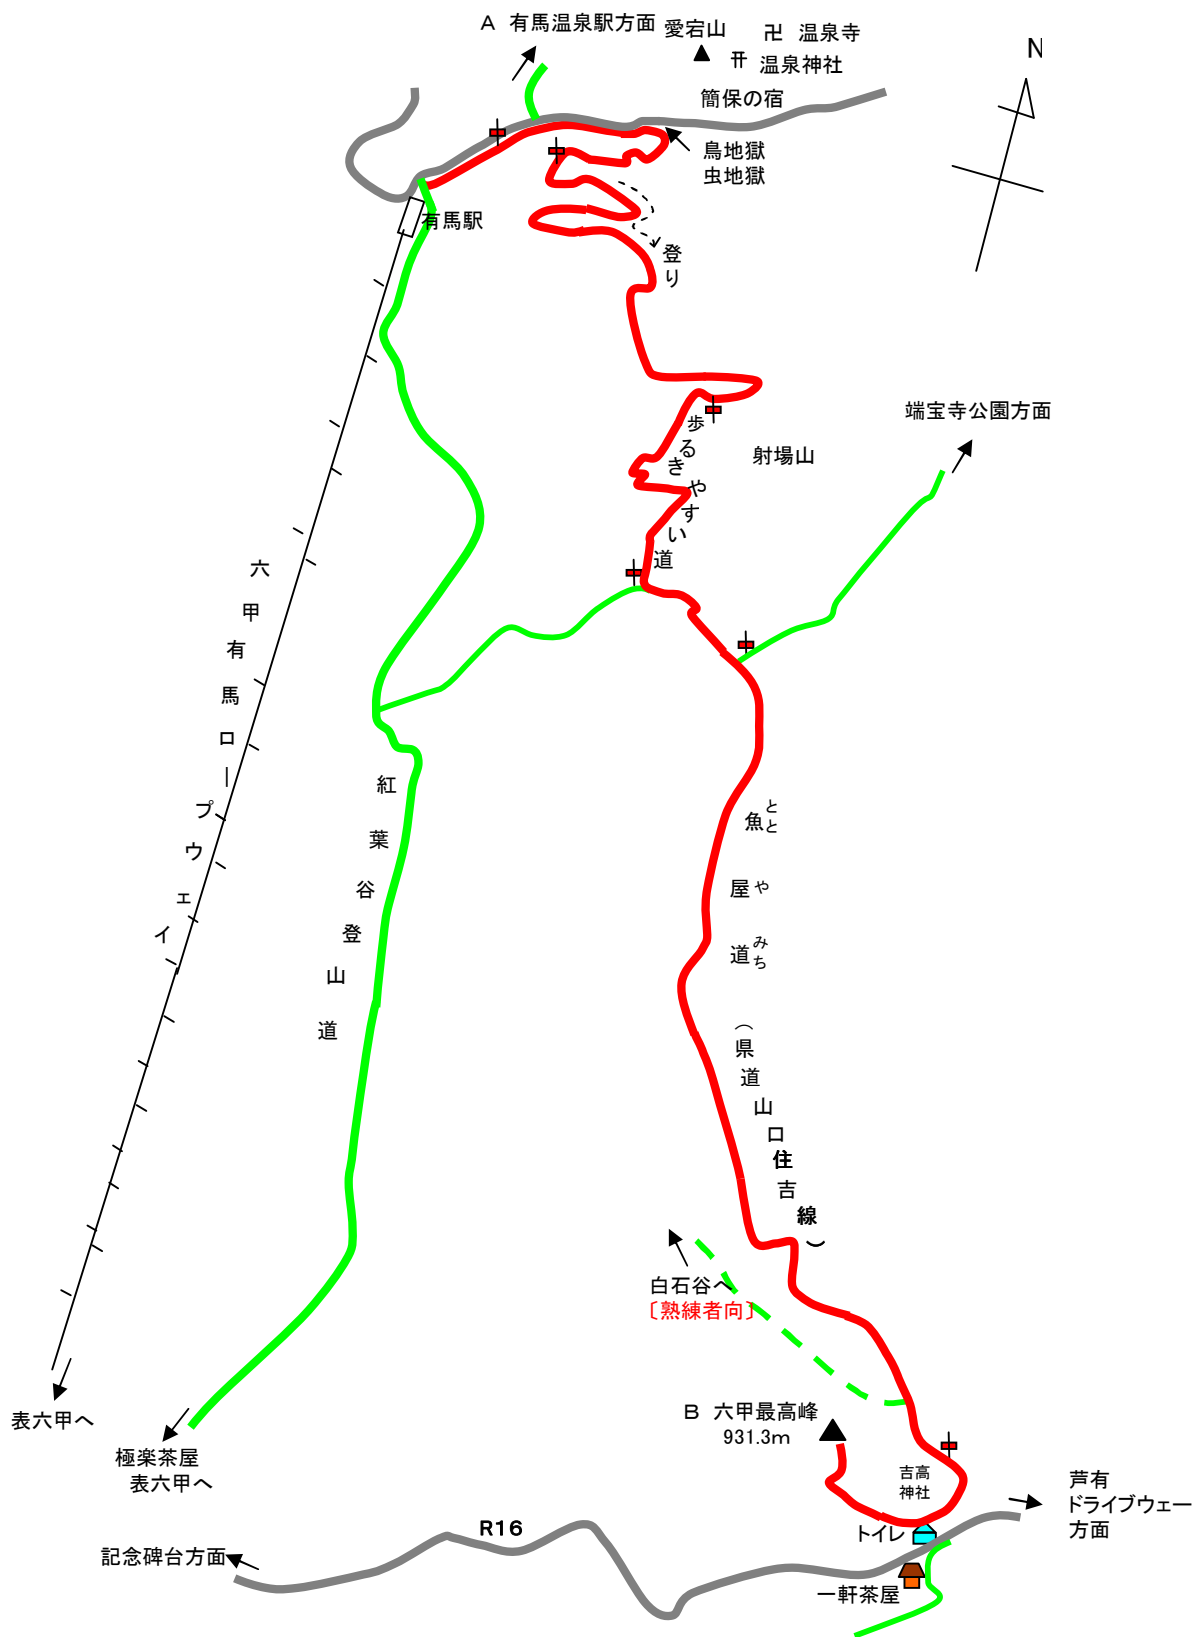 A 有馬温泉駅方面
愛宕山
卍 温泉寺
温泉神社
N
簡保の宿
鳥地獄
虫地獄
有馬駅
登り
端宝寺公園方面
歩るきやすい道
射場山
六甲有馬ロープウェイ
紅葉谷登山道
魚屋道
ととやみち
（県道山口住吉線）
白石谷へ
〔熟練者向〕
B 六甲最高峰
931.3m
表六甲へ
極楽茶屋
表六甲へ
吉高
神社
芦有
ドライブウェー
方面
トイレ
R16
記念碑台方面
一軒茶屋